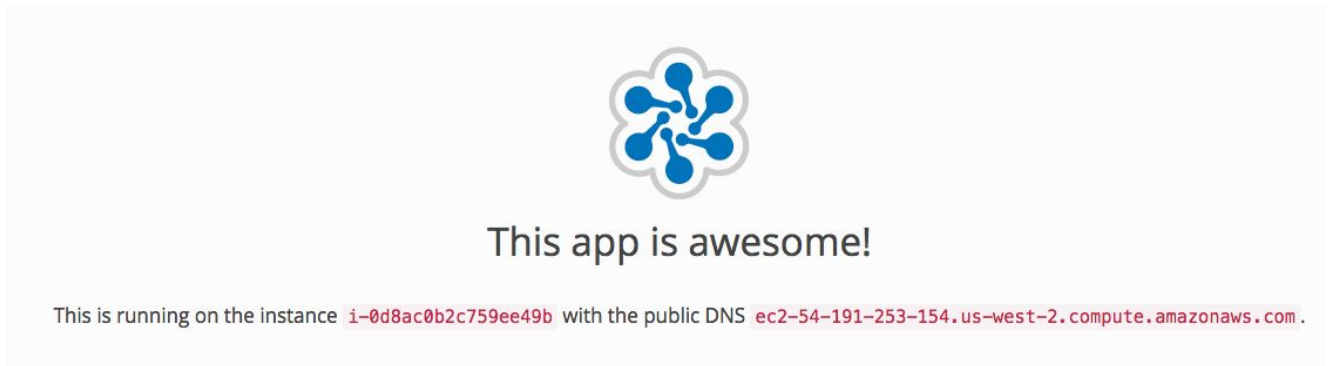 This app is awesome!
This is running on the instance i-0d8ac0b2c759ee49b with the public DNS ec2-54-191-253-154.us-west-2.compute.amazonaws.com.